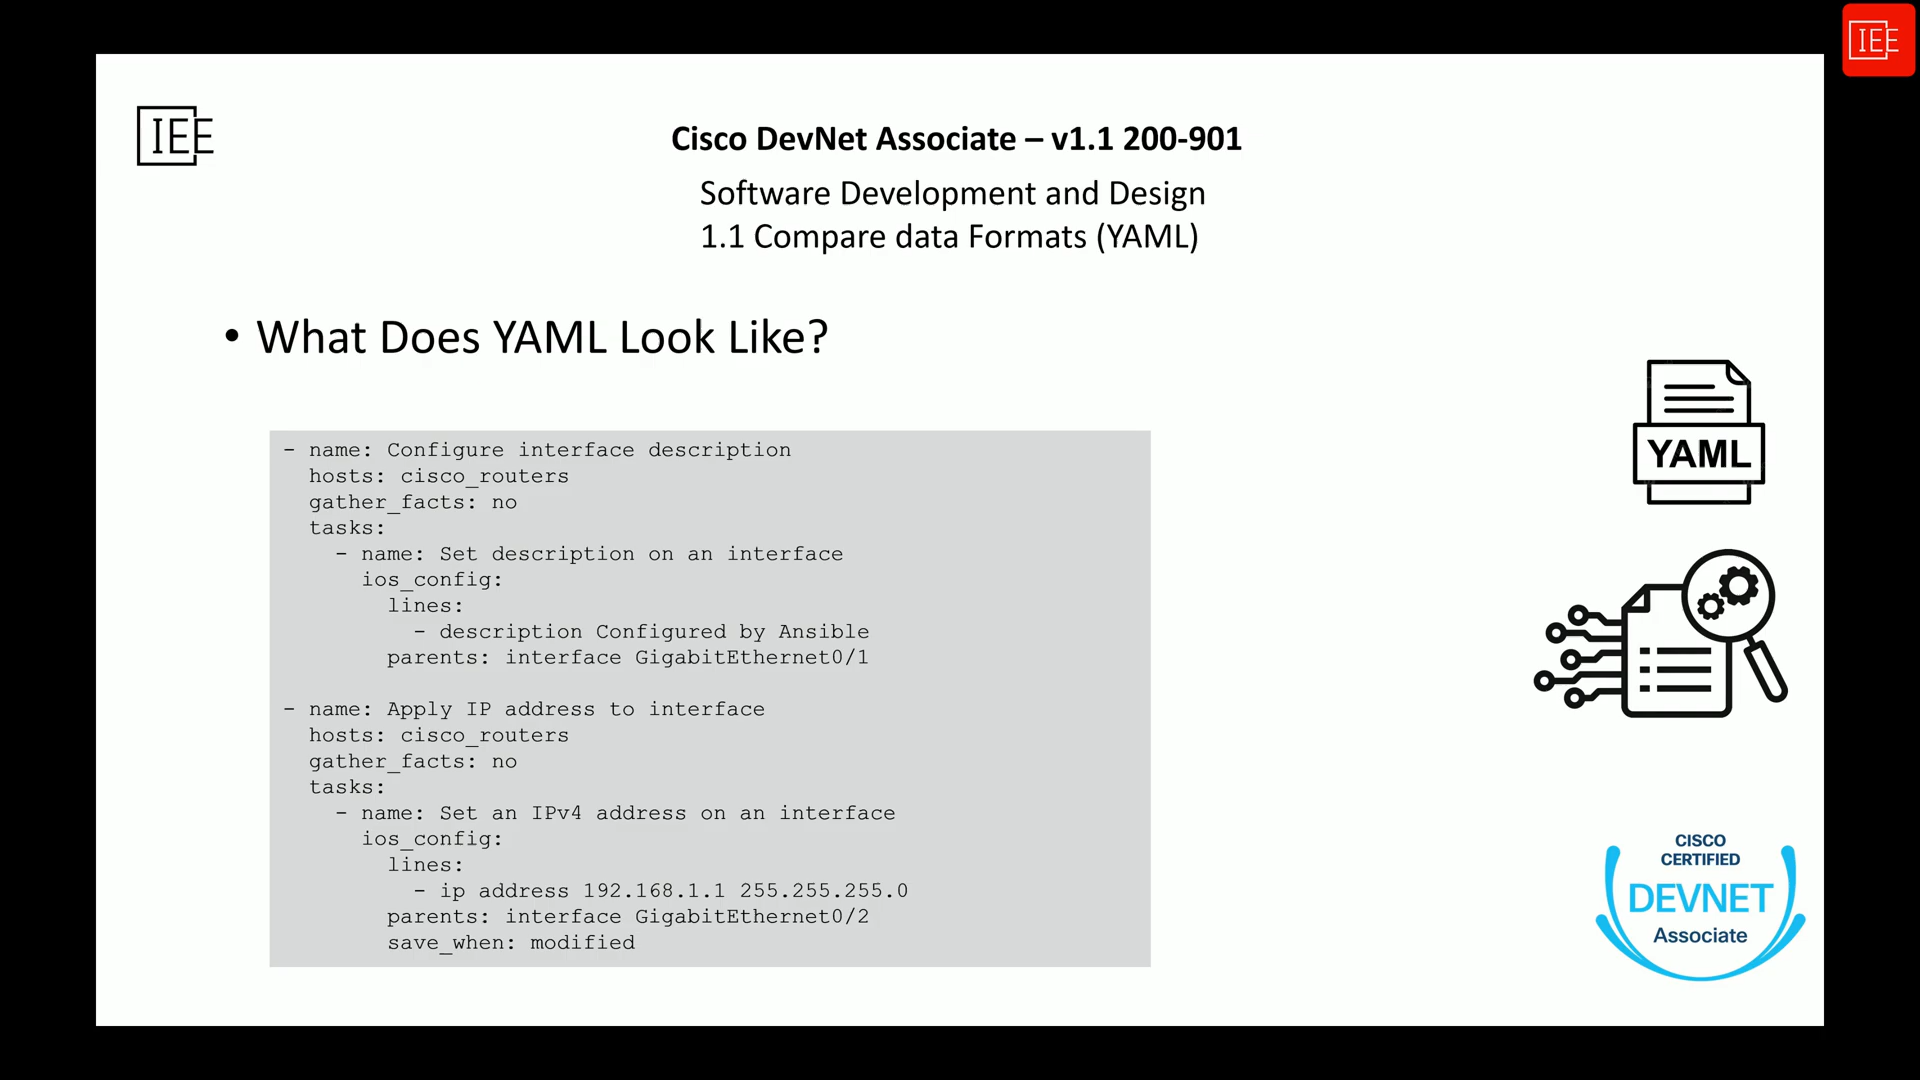 IEE
IEE
Cisco DevNet Associate – v1.1 200-901
Software Development and Design
1.1 Compare data Formats (YAML)
• What Does YAML Look Like?
- name: Configure interface description
  hosts: cisco_routers
  gather_facts: no
  tasks:
    - name: Set description on an interface
      ios_config:
        lines:
          - description Configured by Ansible
        parents: interface GigabitEthernet0/1

- name: Apply IP address to interface
  hosts: cisco_routers
  gather_facts: no
  tasks:
    - name: Set an IPv4 address on an interface
      ios_config:
        lines:
          - ip address 192.168.1.1 255.255.255.0
        parents: interface GigabitEthernet0/2
        save_when: modified
YAML
CISCO
CERTIFIED
DEVNET
Associate